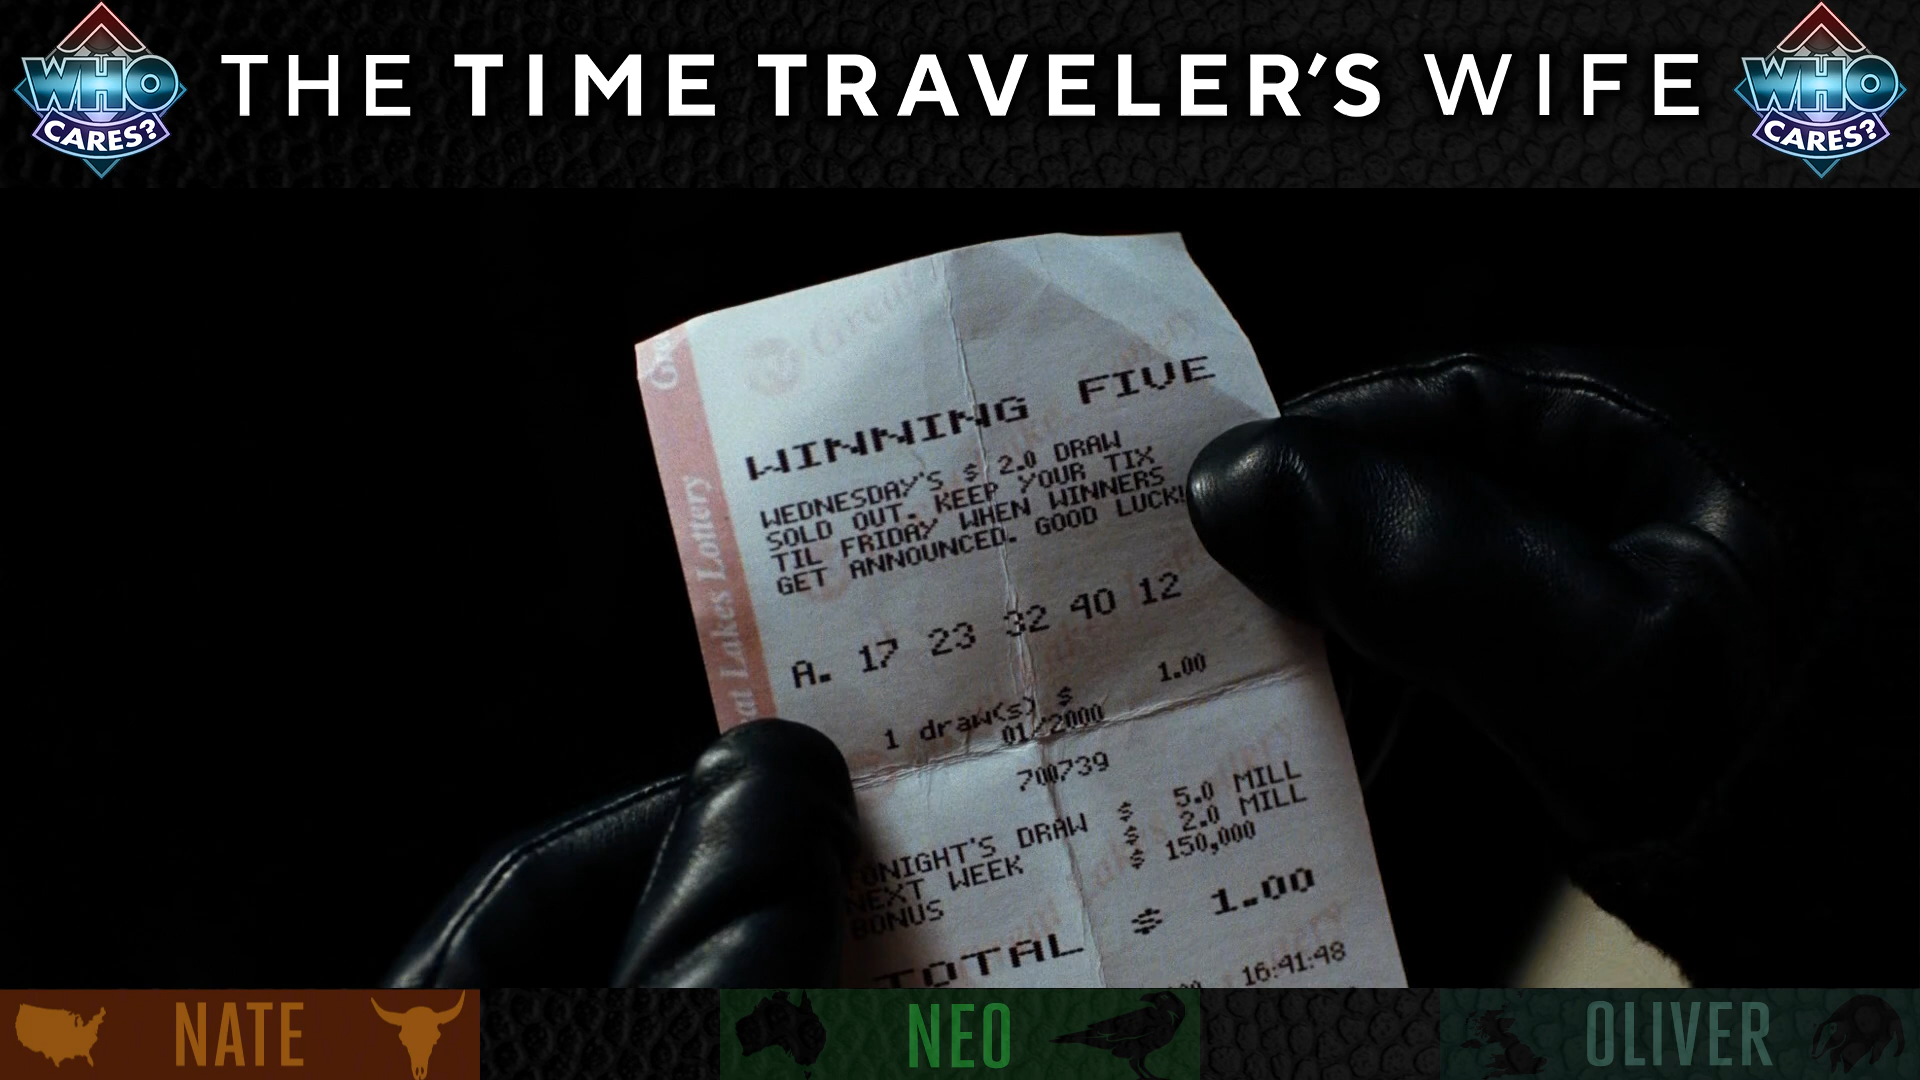 WHO
CARES?
THE TIME TRAVELER'S WIFE
WHO
CARES?
WINNING FIVE
WEDNESDAY'S $ 2.0 DRAW
SOLD OUT. KEEP YOUR TIX
TIL FRIDAY WHEN WINNERS
GET ANNOUNCED. GOOD LUCK!
Great Lakes Lottery
A. 17 23 32 40 12
1 draw(s) $ 1.00
01/2000
700739
TONIGHT'S DRAW $ 5.0 MILL
NEXT WEEK $ 2.0 MILL
BONUS $ 150,000
TOTAL $ 1.00
16:41:48
NATE
NEO
OLIVER